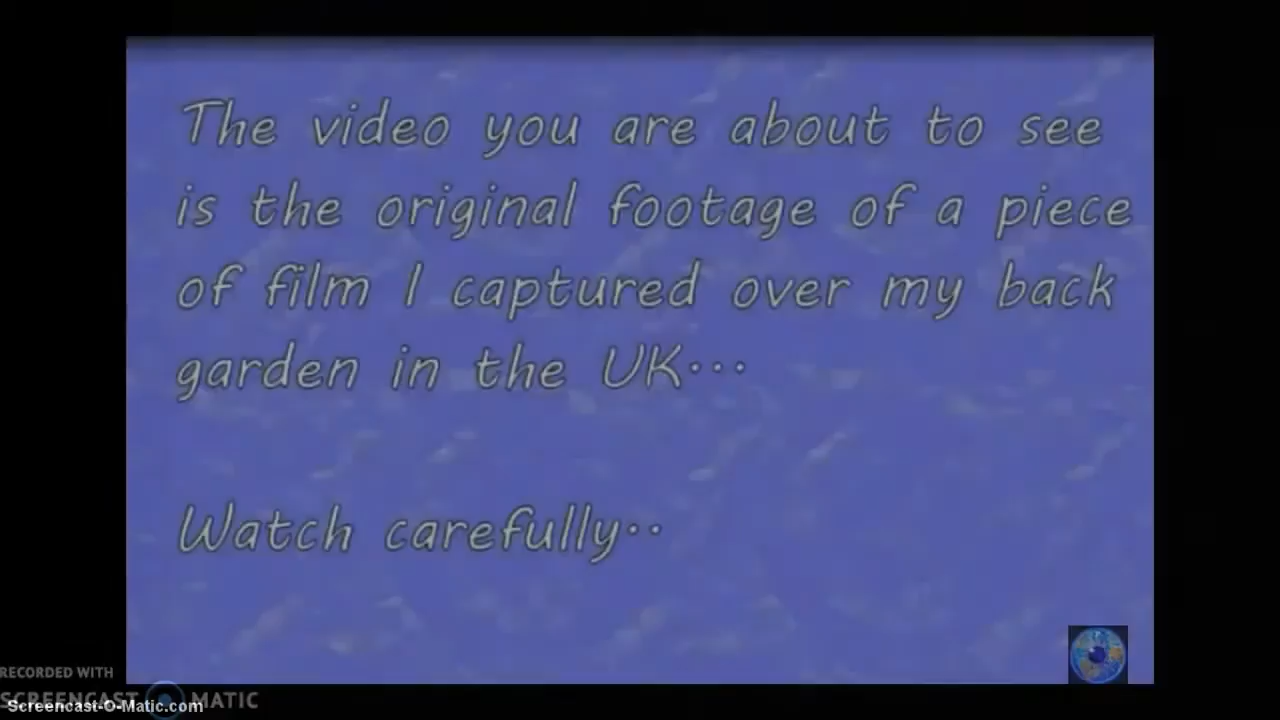 The video you are about to see
is the original footage of a piece
of film I captured over my back
garden in the UK...
Watch carefully..
RECORDED WITH
SCREENCAST MATIC
Screencast-O-Matic.com